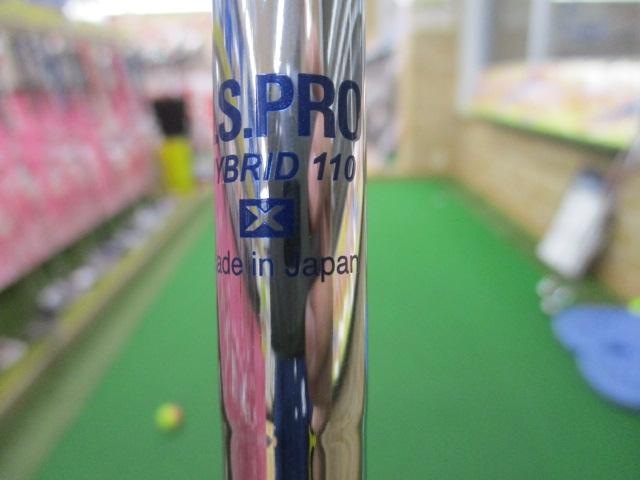 .S.PRO
YBRID 110
X
ade in Japan